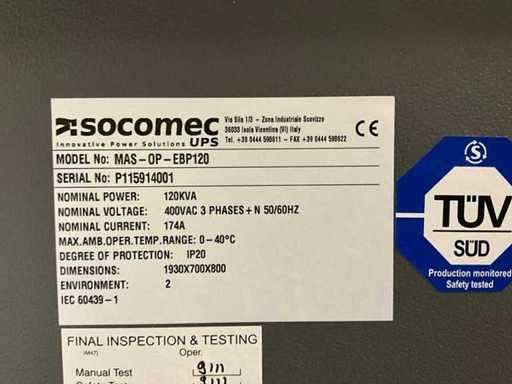 socomec
UPS
Innovative Power Solutions
Via Sila 1/3 - Zona Industriale Scovizze
36033 Isola Vicentina (VI) Italy
Tel. +39 0444 598611 - FAX +39 0444 598622
CE
MODEL No: MAS-OP-EBP120
SERIAL No: P115914001
NOMINAL POWER: 120KVA
NOMINAL VOLTAGE: 400VAC 3 PHASES+N 50/60HZ
NOMINAL CURRENT: 174A
MAX.AMB.OPER.TEMP.RANGE: 0-40°C
DEGREE OF PROTECTION: IP20
DIMENSIONS: 1930X700X800
ENVIRONMENT: 2
IEC 60439-1
TÜV
SÜD
Production monitored
Safety tested
FINAL INSPECTION & TESTING
Oper.
Manual Test